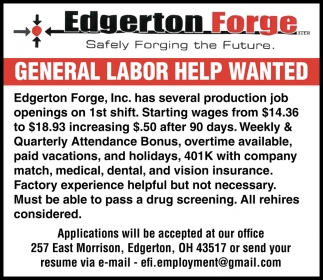 Edgerton Forge
Safely Forging the Future.
GENERAL LABOR HELP WANTED
Edgerton Forge, Inc. has several production job
openings on 1st shift. Starting wages from $14.36
to $18.93 increasing $.50 after 90 days. Weekly &
Quarterly Attendance Bonus, overtime available,
paid vacations, and holidays, 401K with company
match, medical, dental, and vision insurance.
Factory experience helpful but not necessary.
Must be able to pass a drug screening. All rehires
considered.
Applications will be accepted at our office
257 East Morrison, Edgerton, OH 43517 or send your
resume via e-mail - efi.employment@gmail.com